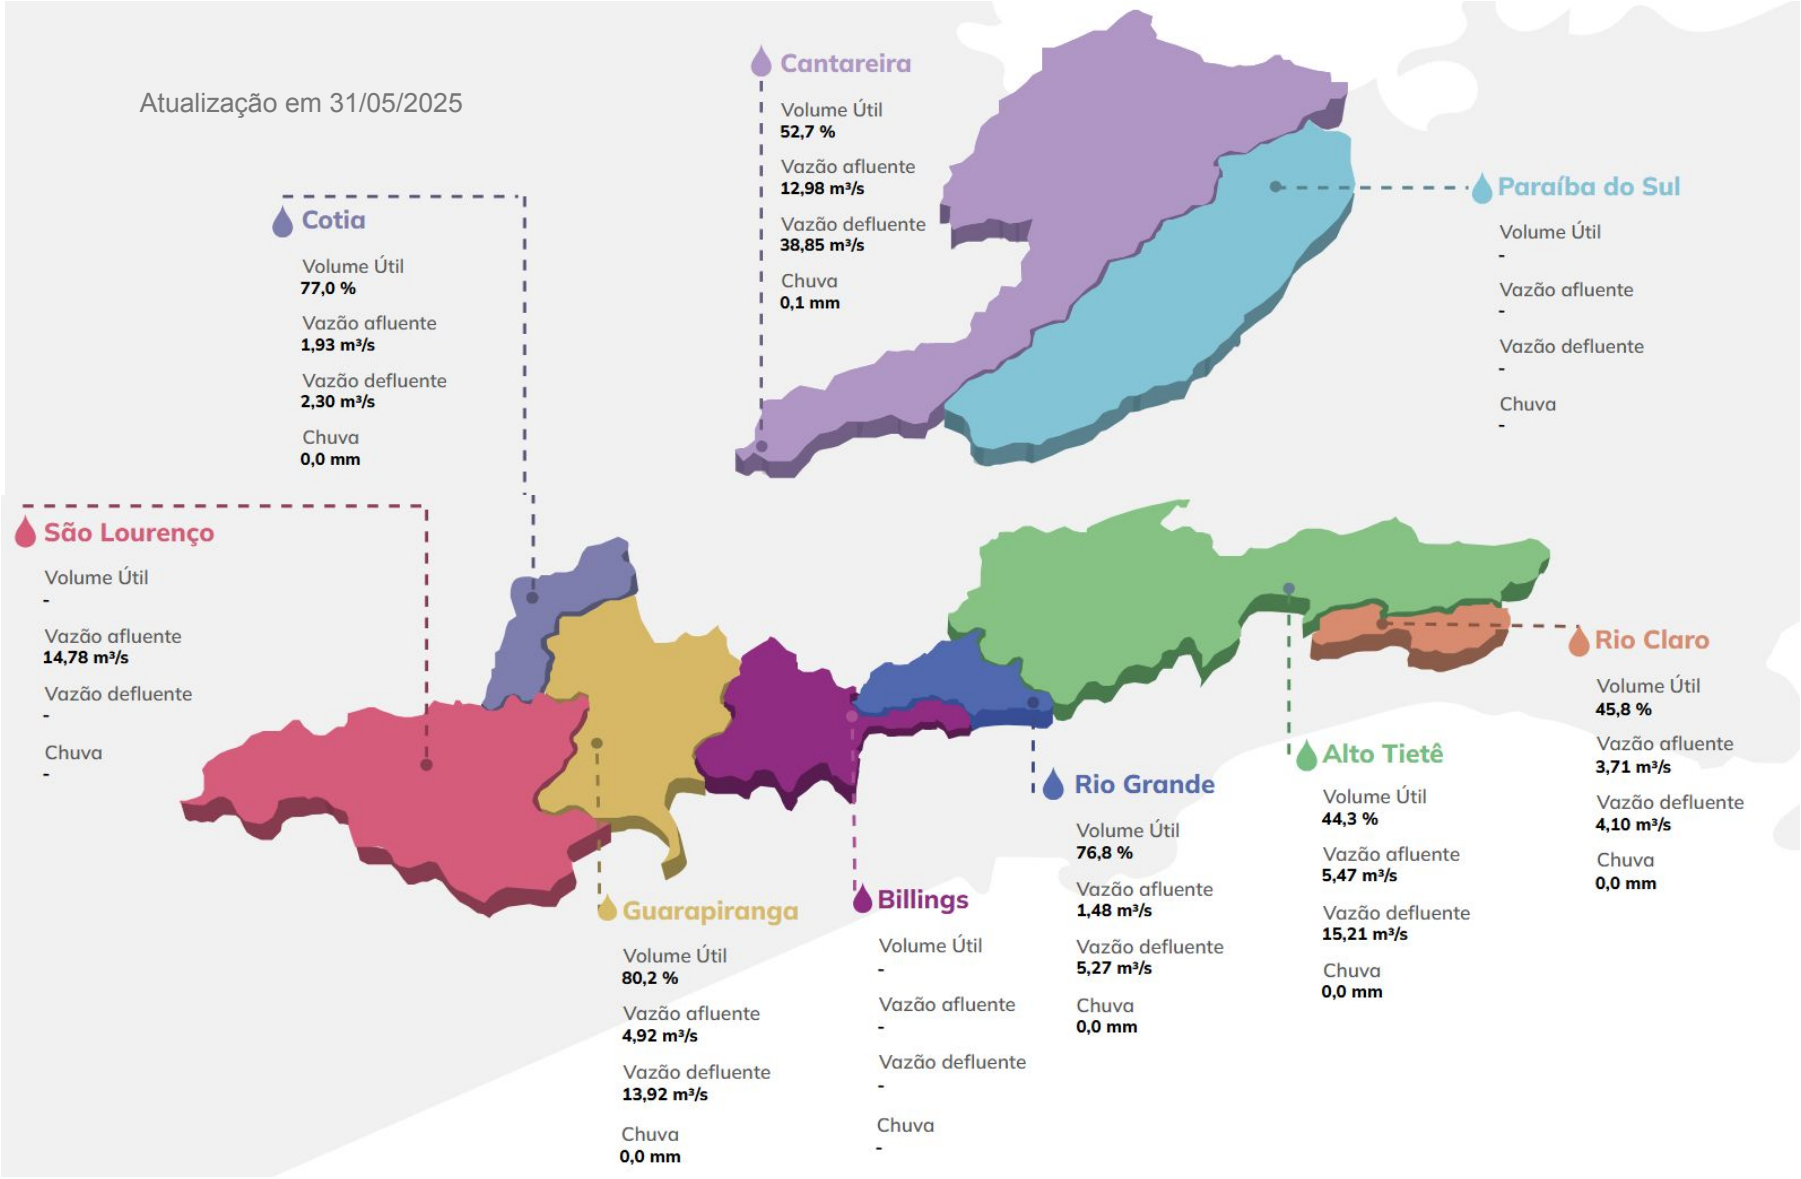 Atualização em 31/05/2025
Cantareira
Volume Útil
52,7 %
Vazão afluente
12,98 m³/s
Vazão defluente
38,85 m³/s
Chuva
0,1 mm
Paraíba do Sul
Volume Útil
-
Vazão afluente
-
Vazão defluente
-
Chuva
-
Cotia
Volume Útil
77,0 %
Vazão afluente
1,93 m³/s
Vazão defluente
2,30 m³/s
Chuva
0,0 mm
São Lourenço
Volume Útil
-
Vazão afluente
14,78 m³/s
Vazão defluente
-
Chuva
-
Guarapiranga
Volume Útil
80,2 %
Vazão afluente
4,92 m³/s
Vazão defluente
13,92 m³/s
Chuva
0,0 mm
Billings
Volume Útil
-
Vazão afluente
-
Vazão defluente
-
Chuva
-
Rio Grande
Volume Útil
76,8 %
Vazão afluente
1,48 m³/s
Vazão defluente
5,27 m³/s
Chuva
0,0 mm
Alto Tietê
Volume Útil
44,3 %
Vazão afluente
5,47 m³/s
Vazão defluente
15,21 m³/s
Chuva
0,0 mm
Rio Claro
Volume Útil
45,8 %
Vazão afluente
3,71 m³/s
Vazão defluente
4,10 m³/s
Chuva
0,0 mm